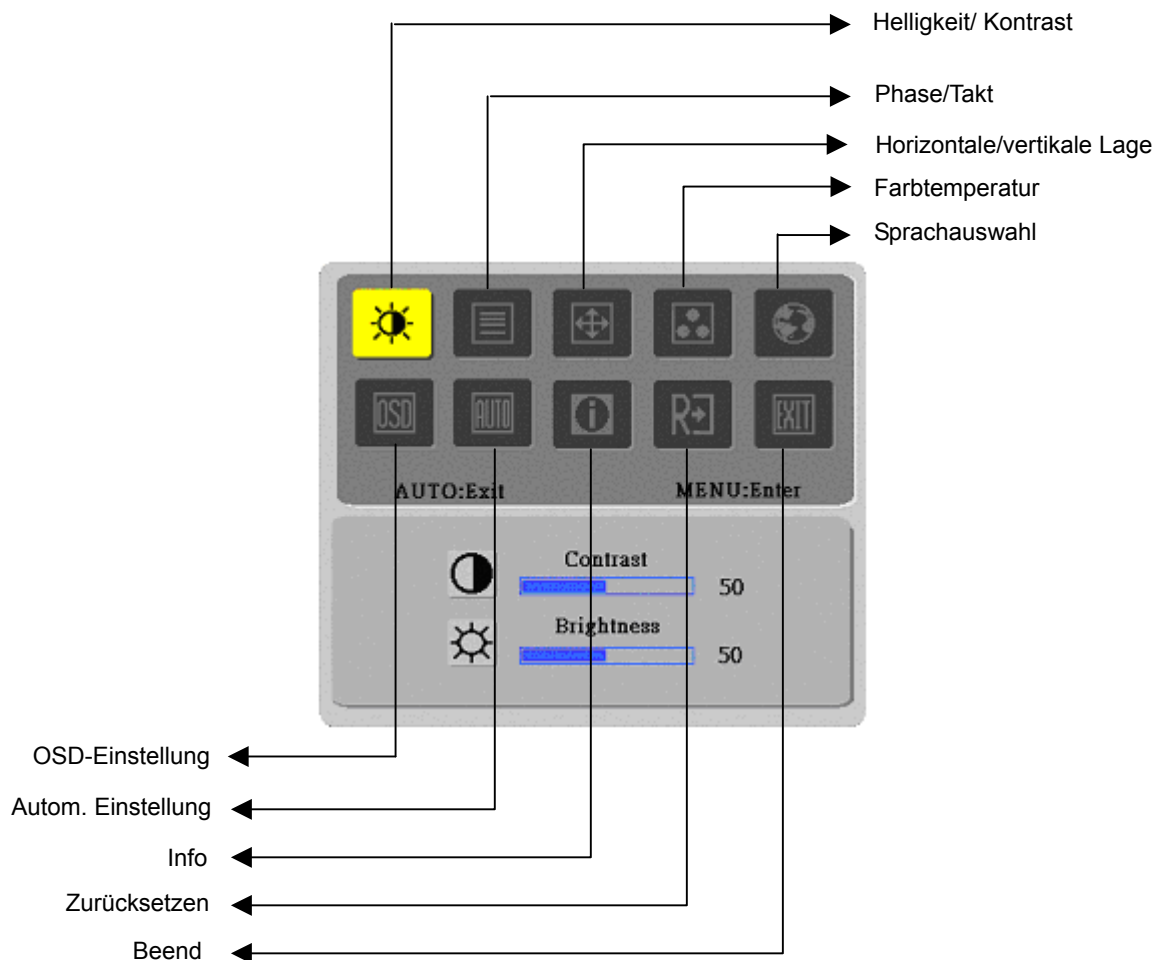 Helligkeit/ Kontrast
Phase/Takt
Horizontale/vertikale Lage
Farbtemperatur
Sprachauswahl
OSD
AUTO
i
R
EXIT
AUTO:Exit
MENU:Enter
Contrast
50
Brightness
50
OSD-Einstellung
Autom. Einstellung
Info
Zurücksetzen
Beend